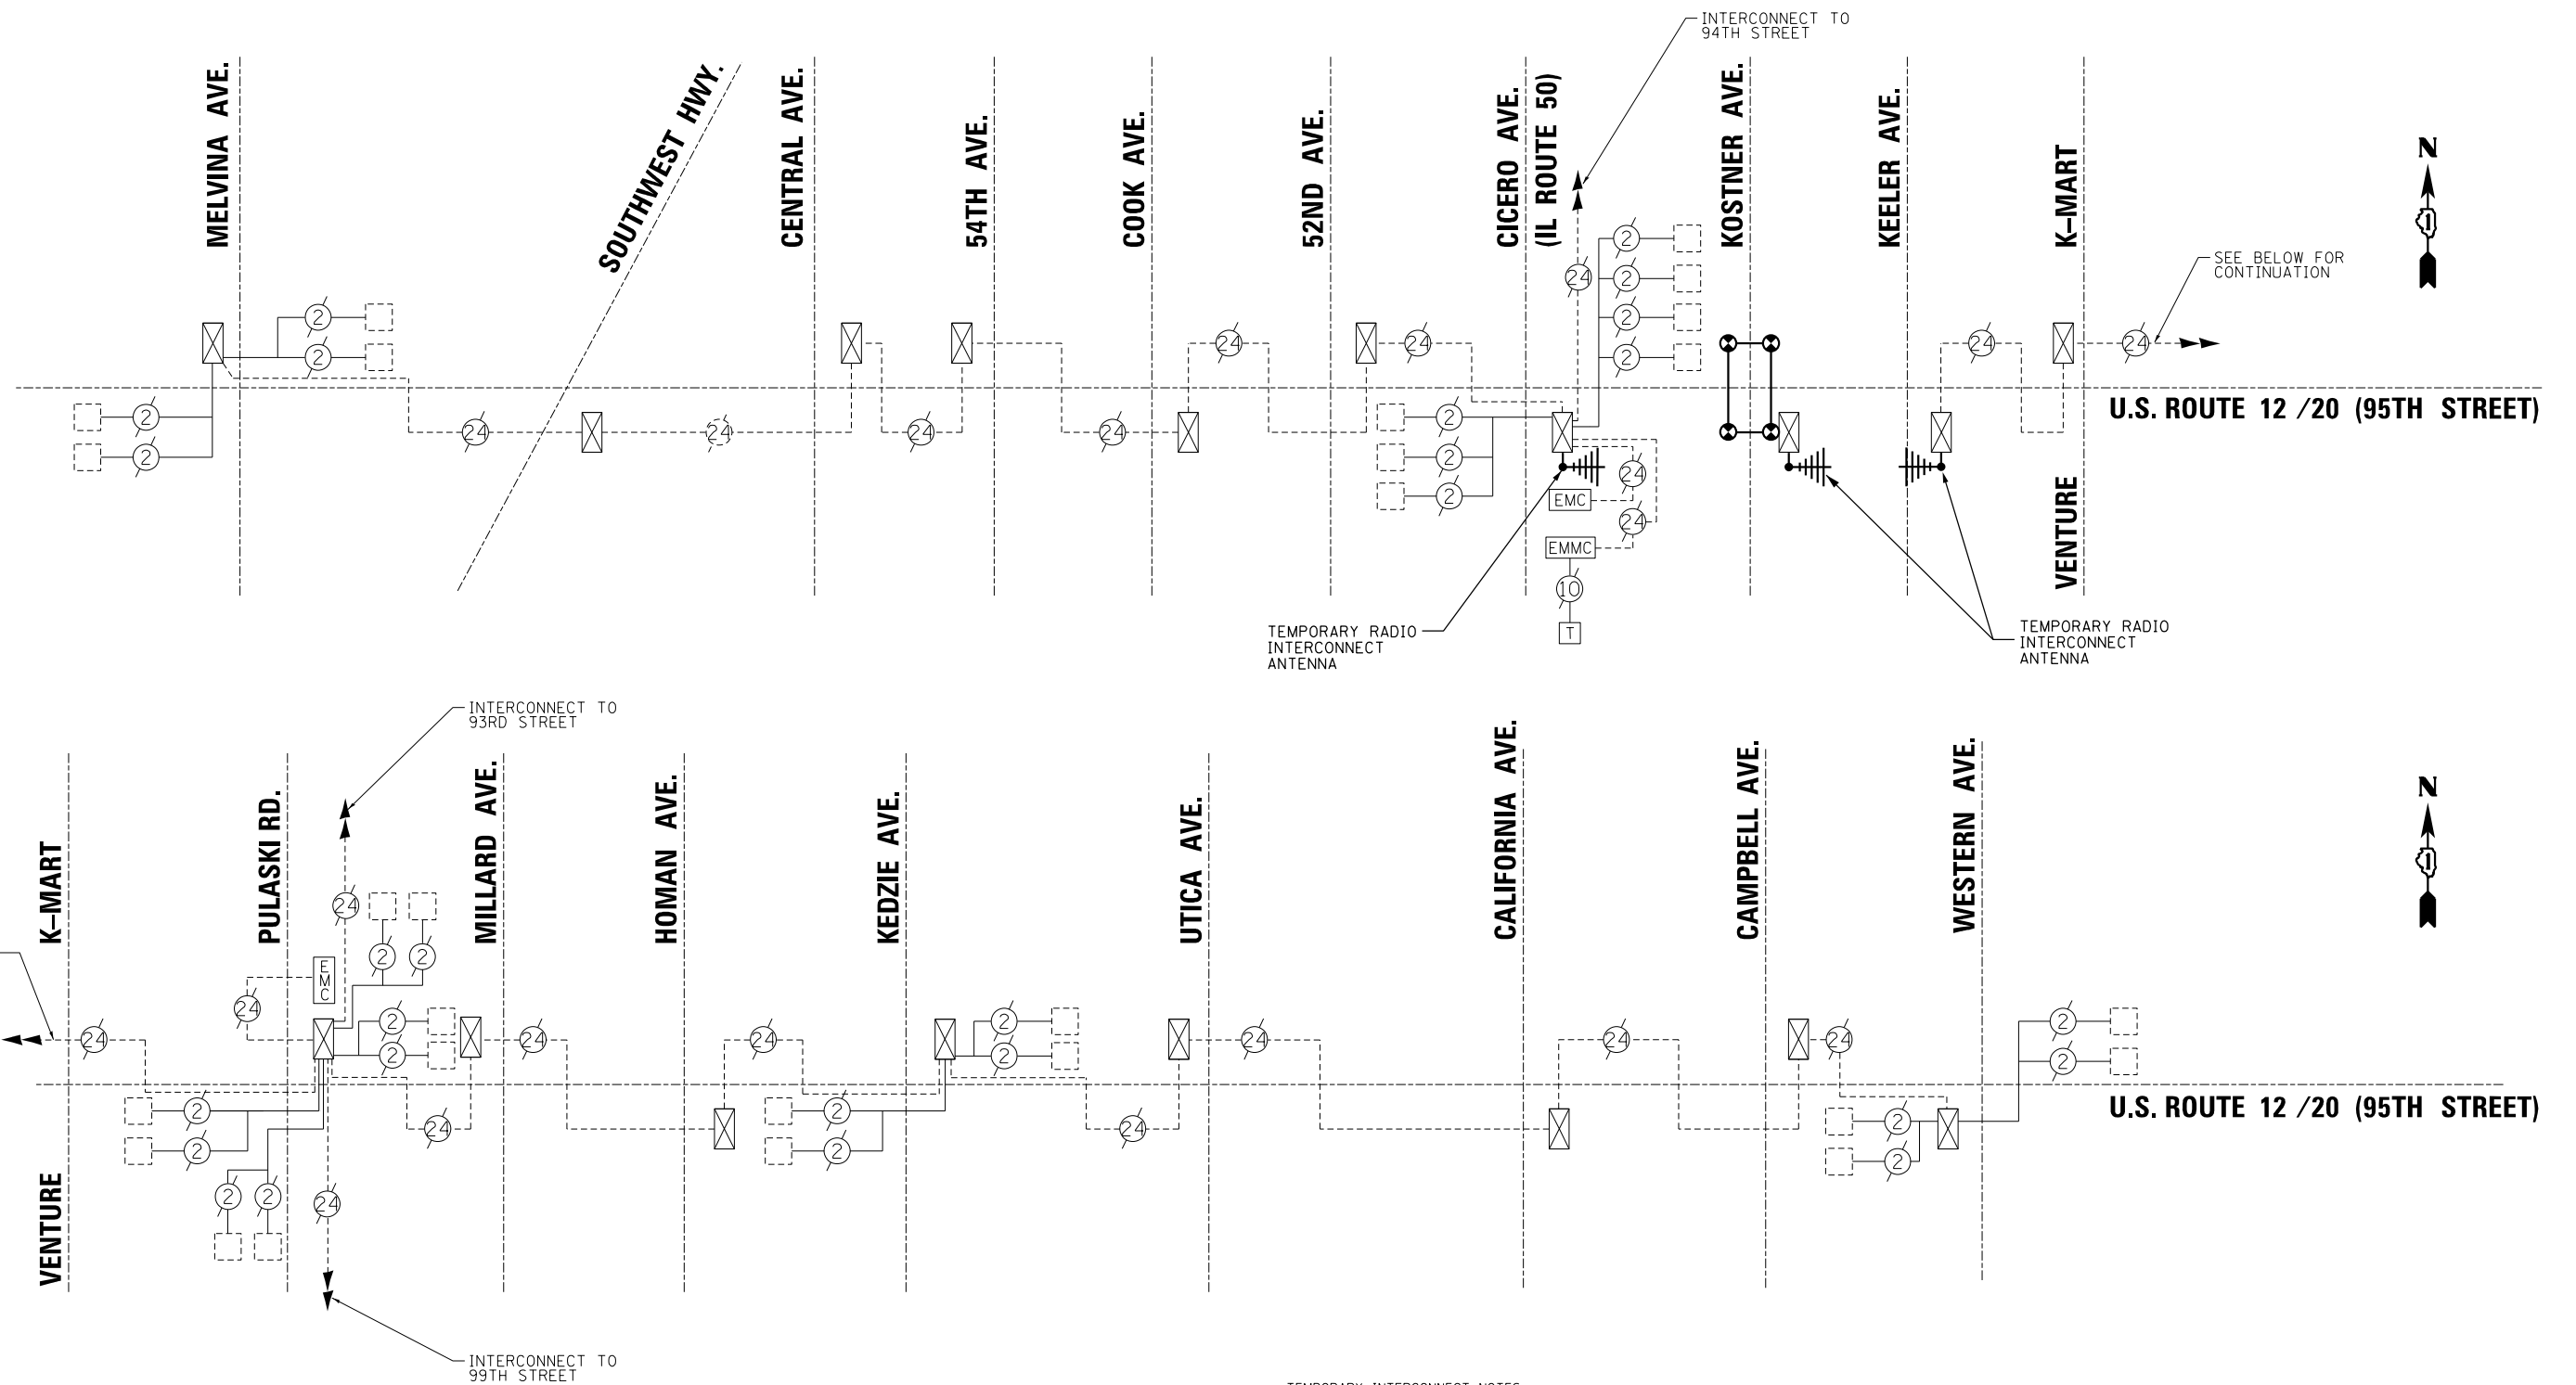 INTERCONNECT TO
94TH STREET
MELVINA AVE.
SOUTHWEST HWY.
CENTRAL AVE.
54TH AVE.
COOK AVE.
52ND AVE.
CICERO AVE.
(IL ROUTE 50)
KOSTNER AVE.
KEELER AVE.
K-MART
N
1
SEE BELOW FOR
CONTINUATION
2
2
2
2
24
2
2
2
2
24
24
24
24
24
24
24
24
24
U.S. ROUTE 12 /20 (95TH STREET)
2
2
2
24
EMC
24
EMMC
10
T
VENTURE
TEMPORARY RADIO
INTERCONNECT
ANTENNA
TEMPORARY RADIO
INTERCONNECT
ANTENNA
INTERCONNECT TO
93RD STREET
K-MART
PULASKI RD.
MILLARD AVE.
HOMAN AVE.
KEDZIE AVE.
UTICA AVE.
CALIFORNIA AVE.
CAMPBELL AVE.
WESTERN AVE.
N
1
24
2
2
EMC
24
24
2
2
24
24
2
2
24
24
24
2
2
U.S. ROUTE 12 /20 (95TH STREET)
2
2
24
2
2
24
2
2
2
2
24
VENTURE
INTERCONNECT TO
99TH STREET